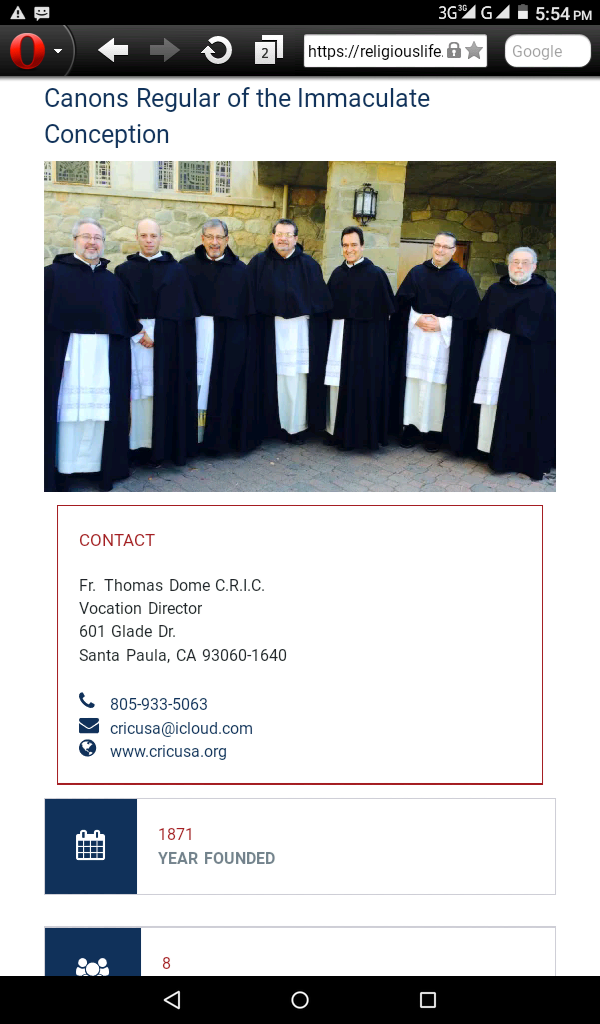 3G 3G G 5:54 PM
2 https://religiouslife. Google
Canons Regular of the Immaculate
Conception
CONTACT
Fr. Thomas Dome C.R.I.C.
Vocation Director
601 Glade Dr.
Santa Paula, CA 93060-1640
805-933-5063
cricusa@icloud.com
www.cricusa.org
1871
YEAR FOUNDED
8